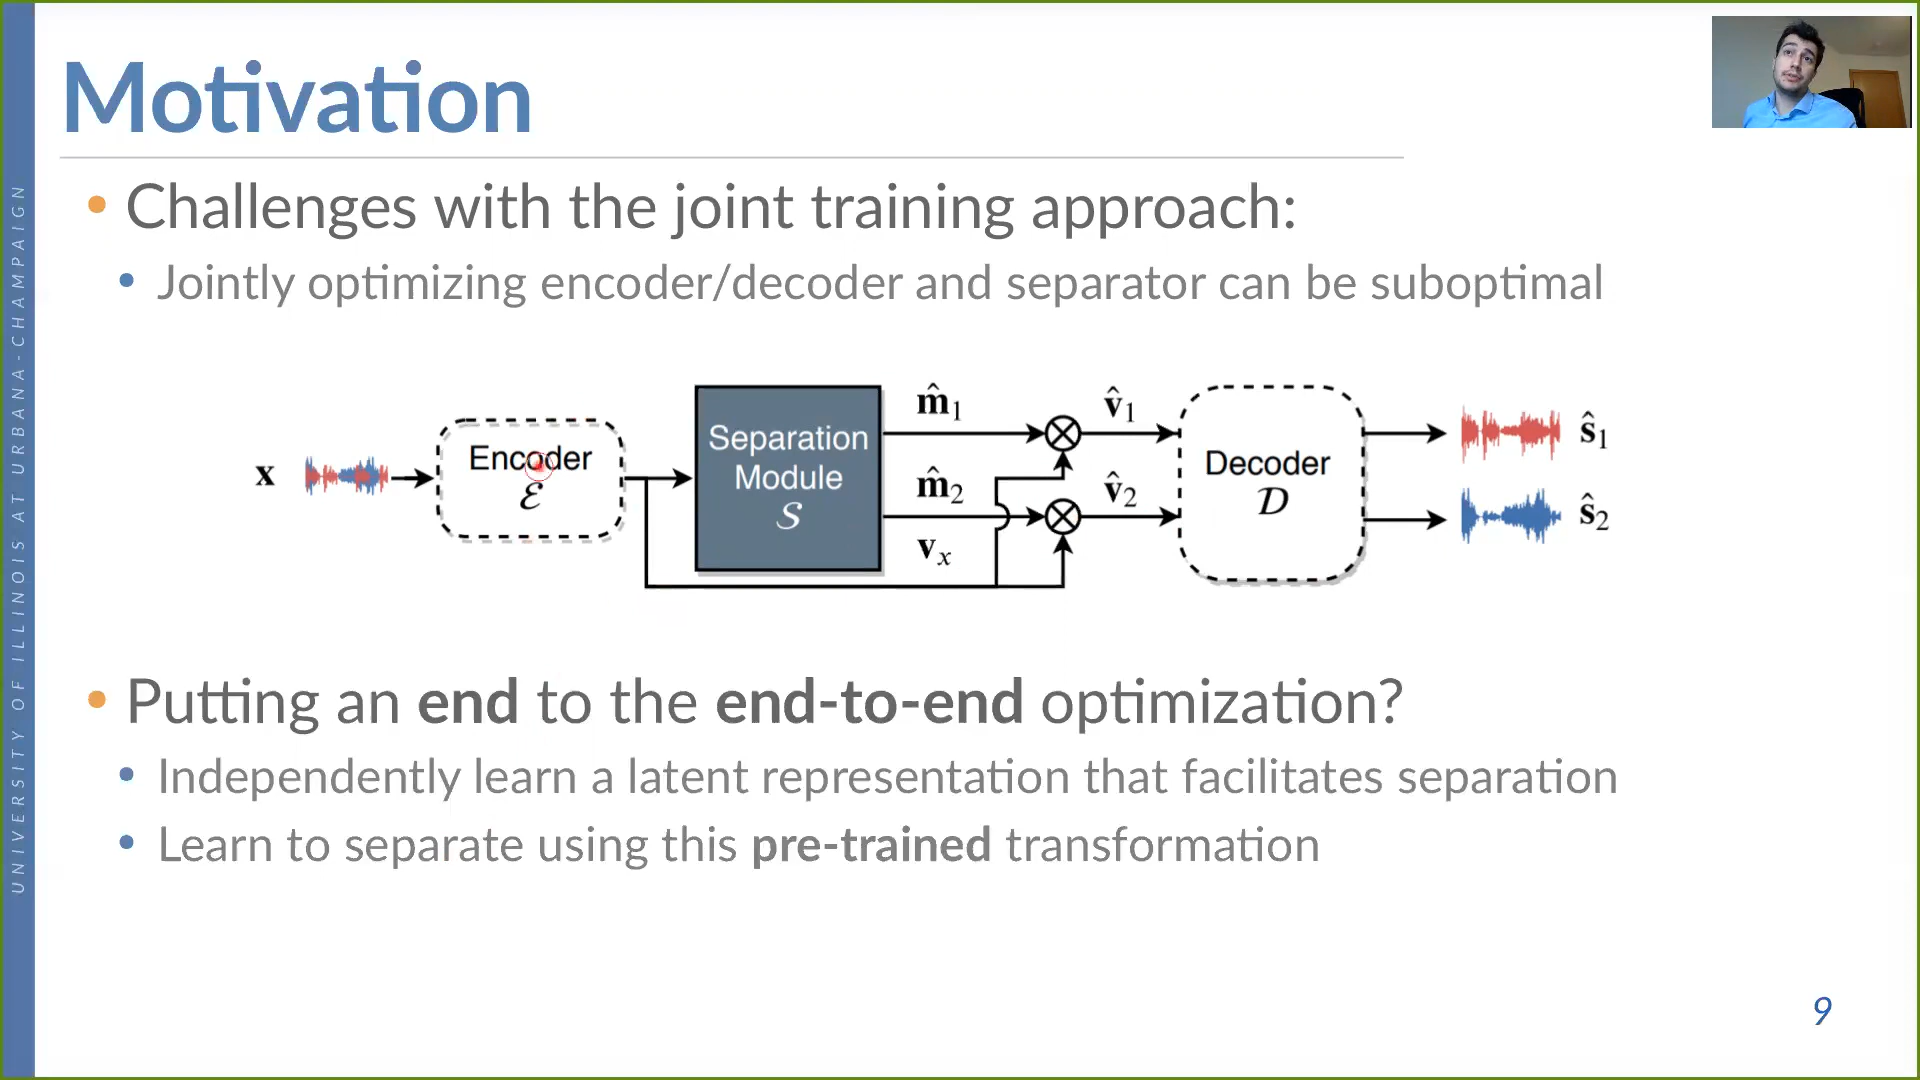 Motivation
• Challenges with the joint training approach:
• Jointly optimizing encoder/decoder and separator can be suboptimal
x
Encoder
ℰ
Separation
Module
𝒮
m̂₁
m̂₂
vₓ
v̂₁
v̂₂
Decoder
𝒟
ŝ₁
ŝ₂
• Putting an end to the end-to-end optimization?
• Independently learn a latent representation that facilitates separation
• Learn to separate using this pre-trained transformation
UNIVERSITY OF ILLINOIS AT URBANA-CHAMPAIGN
9